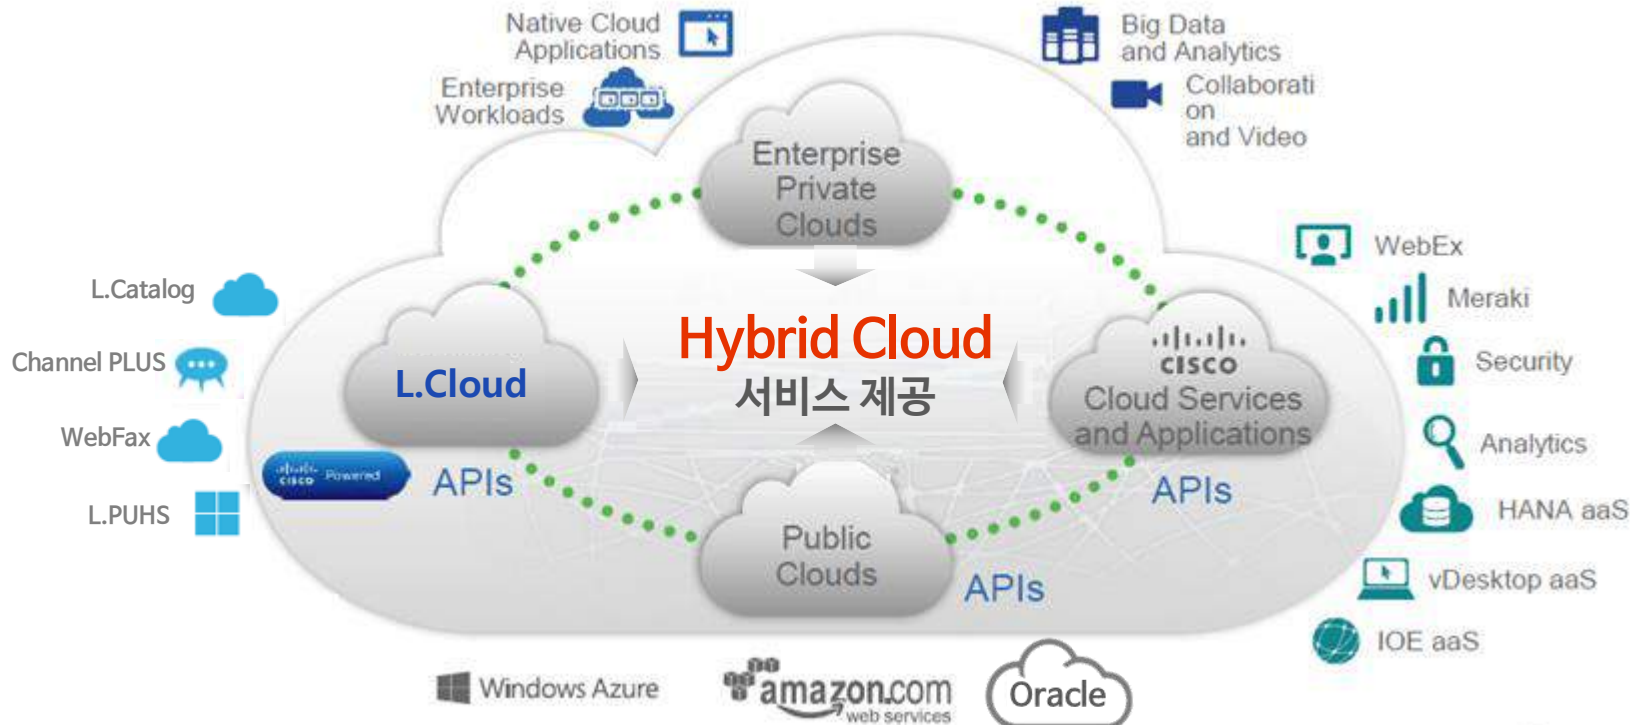 Native Cloud
Applications
Enterprise
Workloads
Big Data
and Analytics
Collaborati
on
and Video
Enterprise
Private
Clouds
L.Catalog
Channel PLUS
WebFax
L.PUHS
L.Cloud
CISCO Powered
APIs
Hybrid Cloud
서비스 제공
CISCO
Cloud Services
and Applications
APIs
Public
Clouds
APIs
WebEx
Meraki
Security
Analytics
HANA aaS
vDesktop aaS
IOE aaS
Windows Azure
amazon.com
web services
Oracle